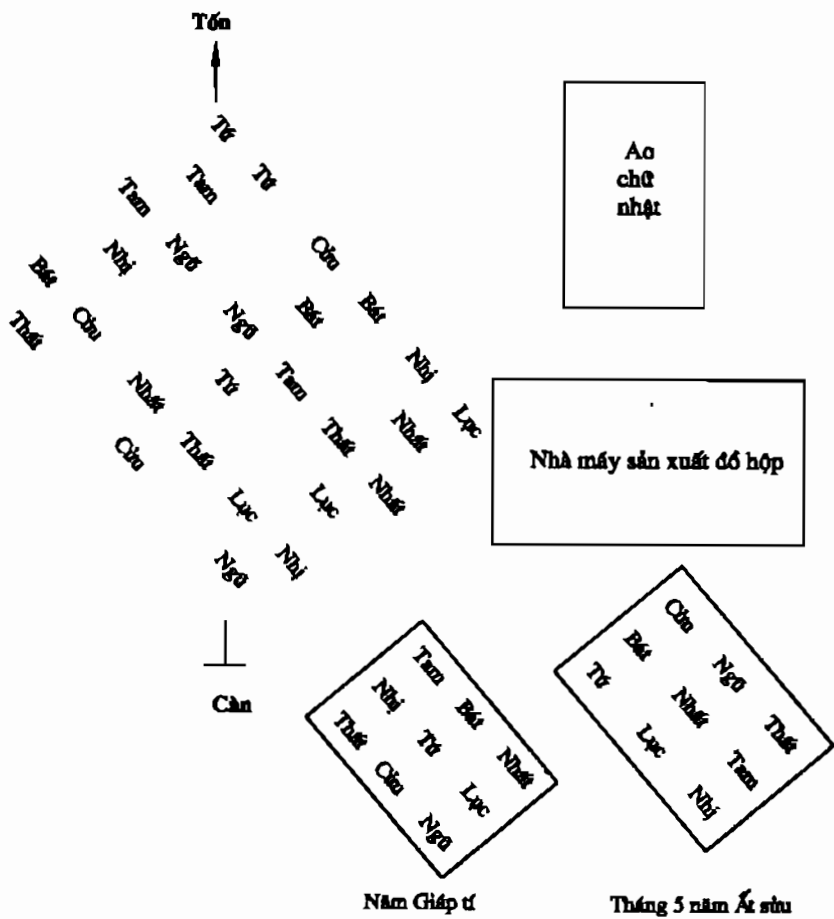 Tốn
Tứ Tứ Cửu Bát Nhị Lục
Tam Bát Nhất
Tam Ngũ Ngũ Tam Thất Nhất
Nhị Tứ Lục
Bát Cửu Nhất Thất Lục Nhị
Thất Cửu Ngũ
Càn
Ao
chữ
nhật
Nhà máy sản xuất đồ hộp
Tam Bát Nhất
Nhị Tứ Lục
Thất Cửu Ngũ
Năm Giáp tí
Cửu Ngũ Thất
Bát Nhất Tam
Tứ Lục Nhị
Tháng 5 năm Ất sửu